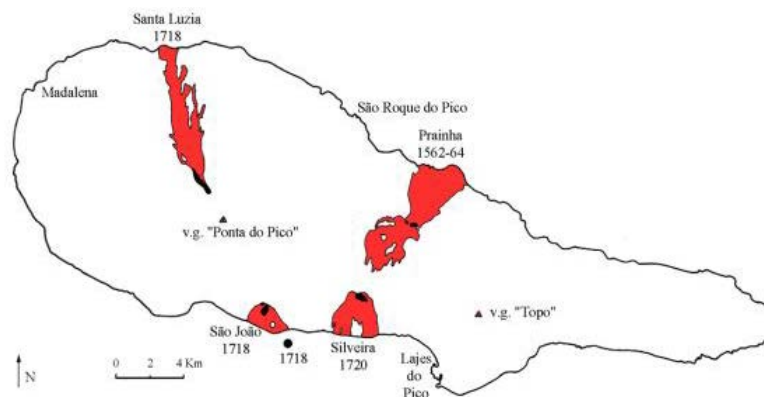 Santa Luzia
1718
Madalena
São Roque do Pico
Prainha
1562-64
v.g. "Ponta do Pico"
v.g. "Topo"
São João
1718
1718
Silveira
1720
Lajes
do
Pico
N
0 2 4 Km